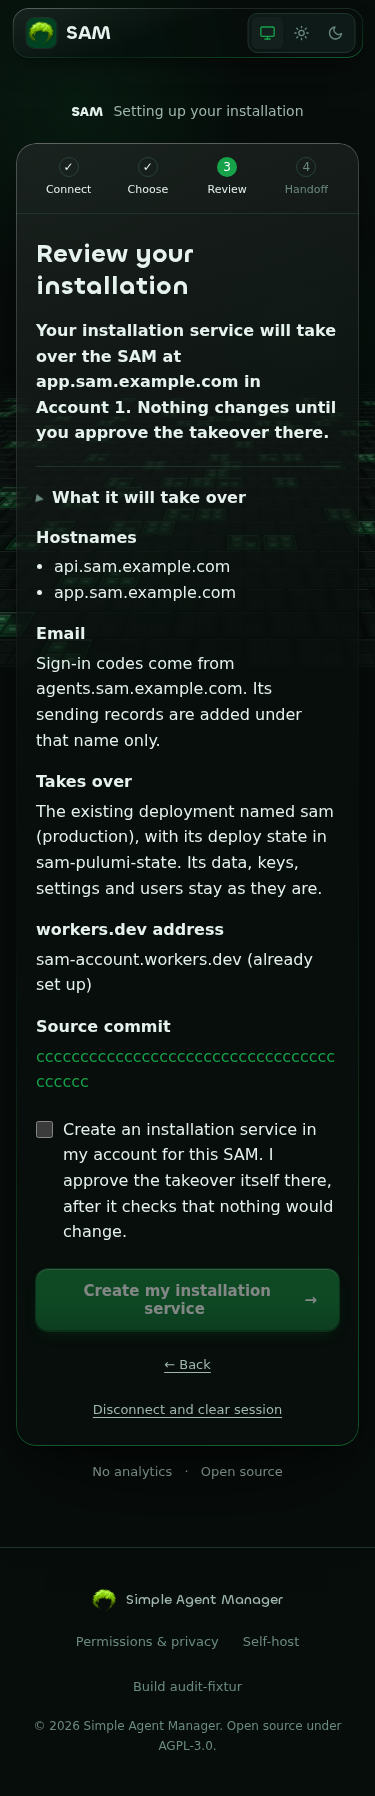 SAM
SAM Setting up your installation
✓ ✓ 3 4
Connect Choose Review Handoff
Review your
installation
Your installation service will take
over the SAM at
app.sam.example.com in
Account 1. Nothing changes until
you approve the takeover there.
What it will take over
Hostnames
• api.sam.example.com
• app.sam.example.com
Email
Sign-in codes come from
agents.sam.example.com. Its
sending records are added under
that name only.
Takes over
The existing deployment named sam
(production), with its deploy state in
sam-pulumi-state. Its data, keys,
settings and users stay as they are.
workers.dev address
sam-account.workers.dev (already
set up)
Source commit
cccccccccccccccccccccccccccccccccc
cccccc
Create an installation service in
my account for this SAM. I
approve the takeover itself there,
after it checks that nothing would
change.
Create my installation
service →
← Back
Disconnect and clear session
No analytics · Open source
Simple Agent Manager
Permissions & privacy Self-host
Build audit-fixtur
© 2026 Simple Agent Manager. Open source under
AGPL-3.0.